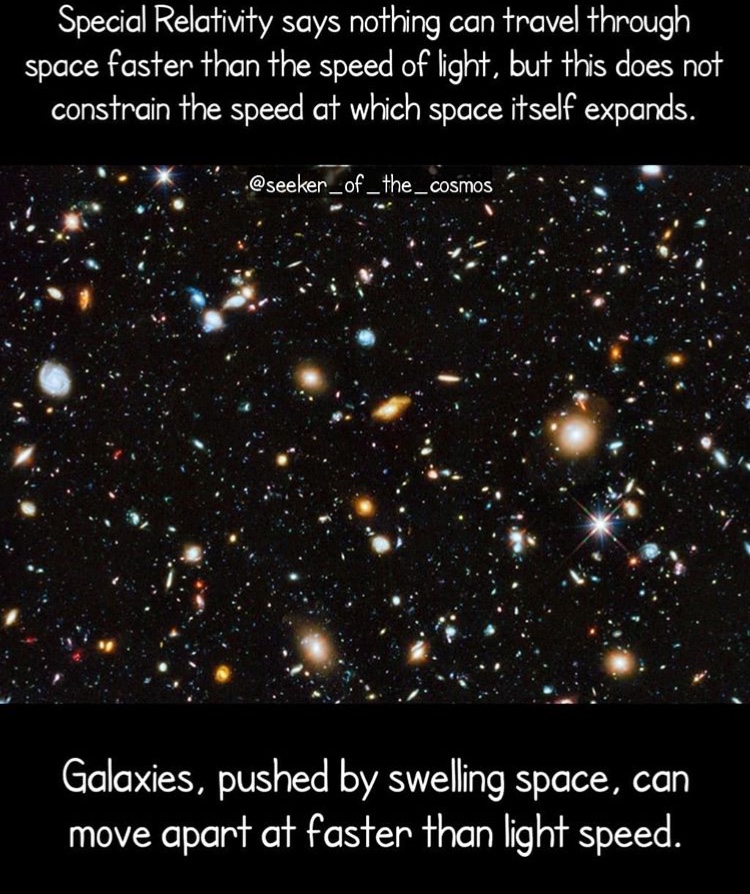 Special Relativity says nothing can travel through
space faster than the speed of light, but this does not
constrain the speed at which space itself expands.
@seeker_of_the_cosmos
Galaxies, pushed by swelling space, can
move apart at faster than light speed.